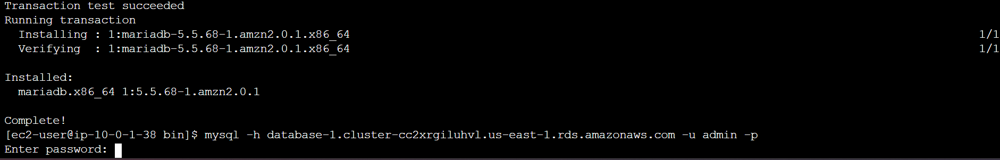 Transaction test succeeded
Running transaction
  Installing : 1:mariadb-5.5.68-1.amzn2.0.1.x86_64 1/1
  Verifying  : 1:mariadb-5.5.68-1.amzn2.0.1.x86_64 1/1
Installed:
  mariadb.x86_64 1:5.5.68-1.amzn2.0.1
Complete!
[ec2-user@ip-10-0-1-38 bin]$ mysql -h database-1.cluster-cc2xrgiluhvl.us-east-1.rds.amazonaws.com -u admin -p
Enter password: